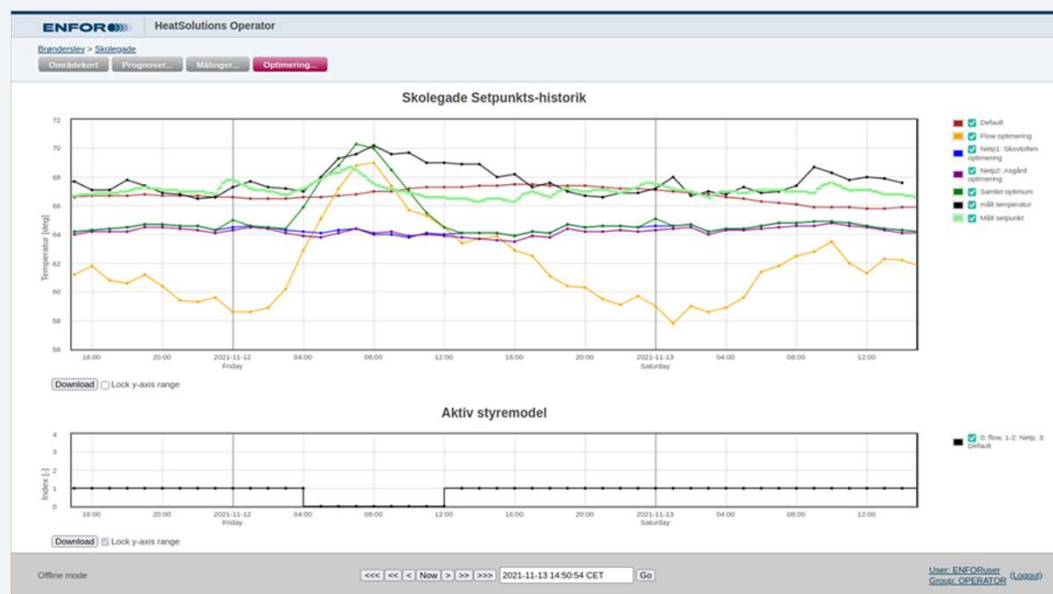 ENFOR HeatSolutions Operator
Brønderslev > Skolegade
Områdekort Prognoser... Målinger... Optimering...
Skolegade Setpunkts-historik
Temperatur [deg]
72
70
68
66
64
62
60
58
56
16:00 20:00 2021-11-12 04:00 08:00 12:00 16:00 20:00 2021-11-13 04:00 08:00 12:00
Friday Saturday
Default
Flow optimering
Netp1: Skovtoften
optimering
Netp2: Asgård
optimering
Samlet optimum
målt temperatur
Målt setpunkt
Download Lock y-axis range
Aktiv styremodel
Index [-]
4
3
2
1
0
16:00 20:00 2021-11-12 04:00 08:00 12:00 16:00 20:00 2021-11-13 04:00 08:00 12:00
Friday Saturday
0: flow, 1-2: Netp, 3:
Default
Download Lock y-axis range
Offline mode <<< << < Now > >> >>> 2021-11-13 14:50:54 CET Go
User: ENFORuser
Group: OPERATOR (Logout)